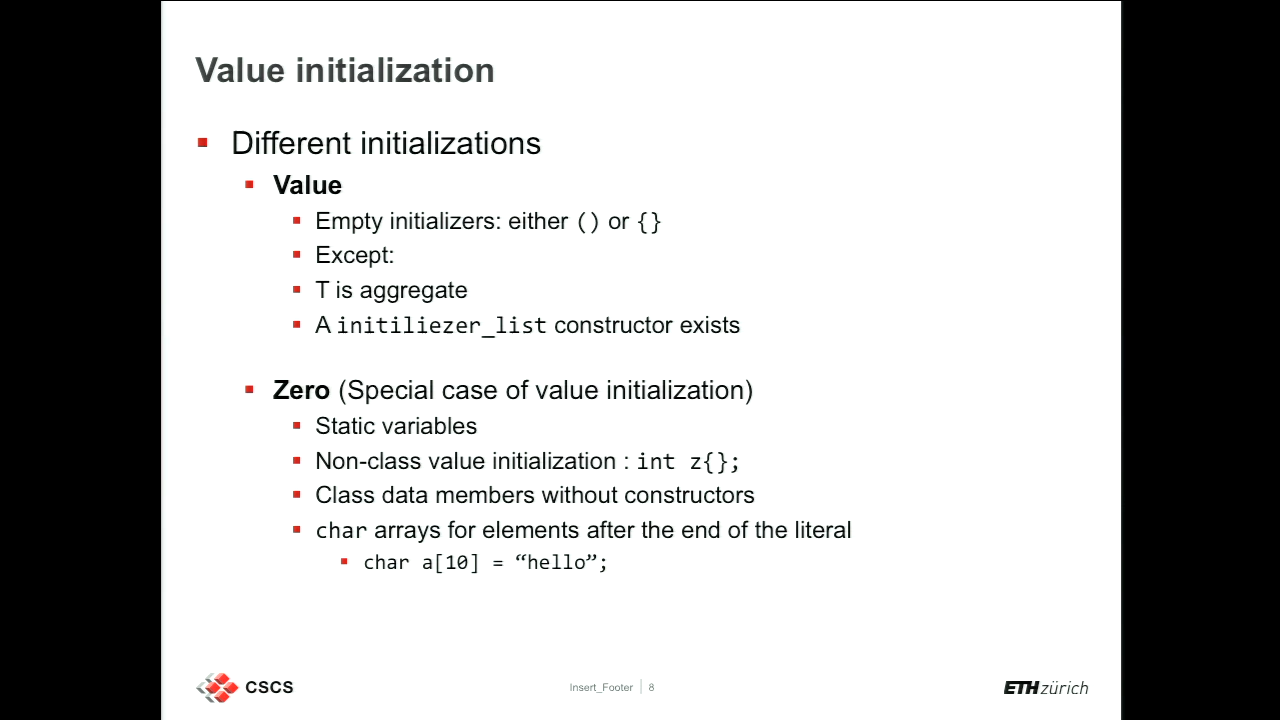 Value initialization
Different initializations
Value
Empty initializers: either () or {}
Except:
T is aggregate
A initiliezer_list constructor exists
Zero (Special case of value initialization)
Static variables
Non-class value initialization : int z{};
Class data members without constructors
char arrays for elements after the end of the literal
char a[10] = “hello”;
CSCS
Insert_Footer | 8
ETH zürich